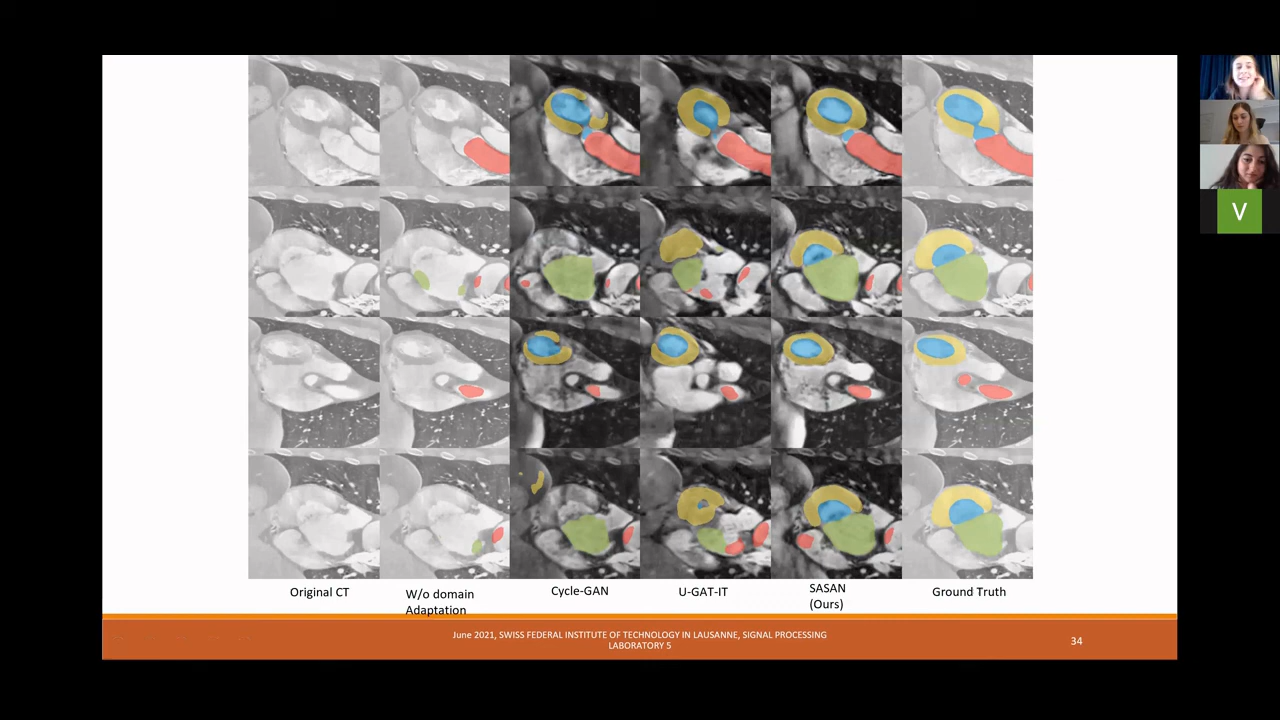 V
Original CT
W/o domain
Adaptation
Cycle-GAN
U-GAT-IT
SASAN
(Ours)
Ground Truth
June 2021, SWISS FEDERAL INSTITUTE OF TECHNOLOGY IN LAUSANNE, SIGNAL PROCESSING
LABORATORY 5
34